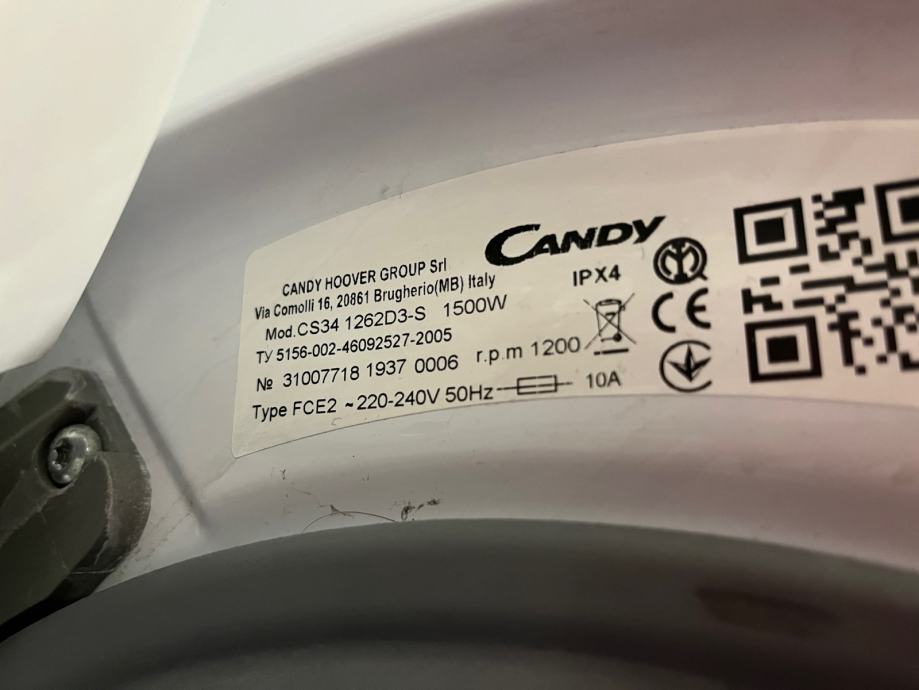 CANDY
CANDY HOOVER GROUP Srl
Via Comolli 16, 20861 Brugherio(MB) Italy
IPX4
Mod.CS34 1262D3-S 1500W
CE
ТУ 5156-002-46092527-2005
№ 31007718 1937 0006 r.p.m 1200
Type FCE2 ~220-240V 50Hz 10A